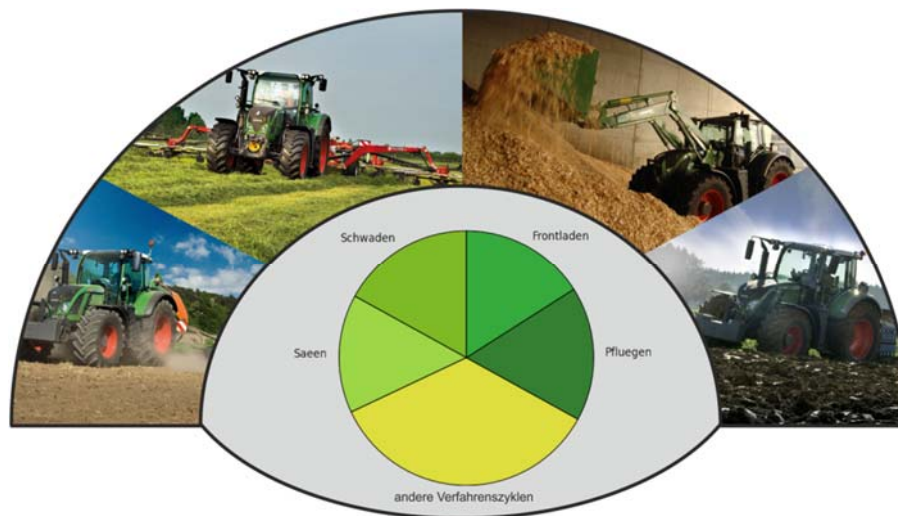 Schwaden
Frontladen
Saeen
Pfluegen
andere Verfahrenszyklen